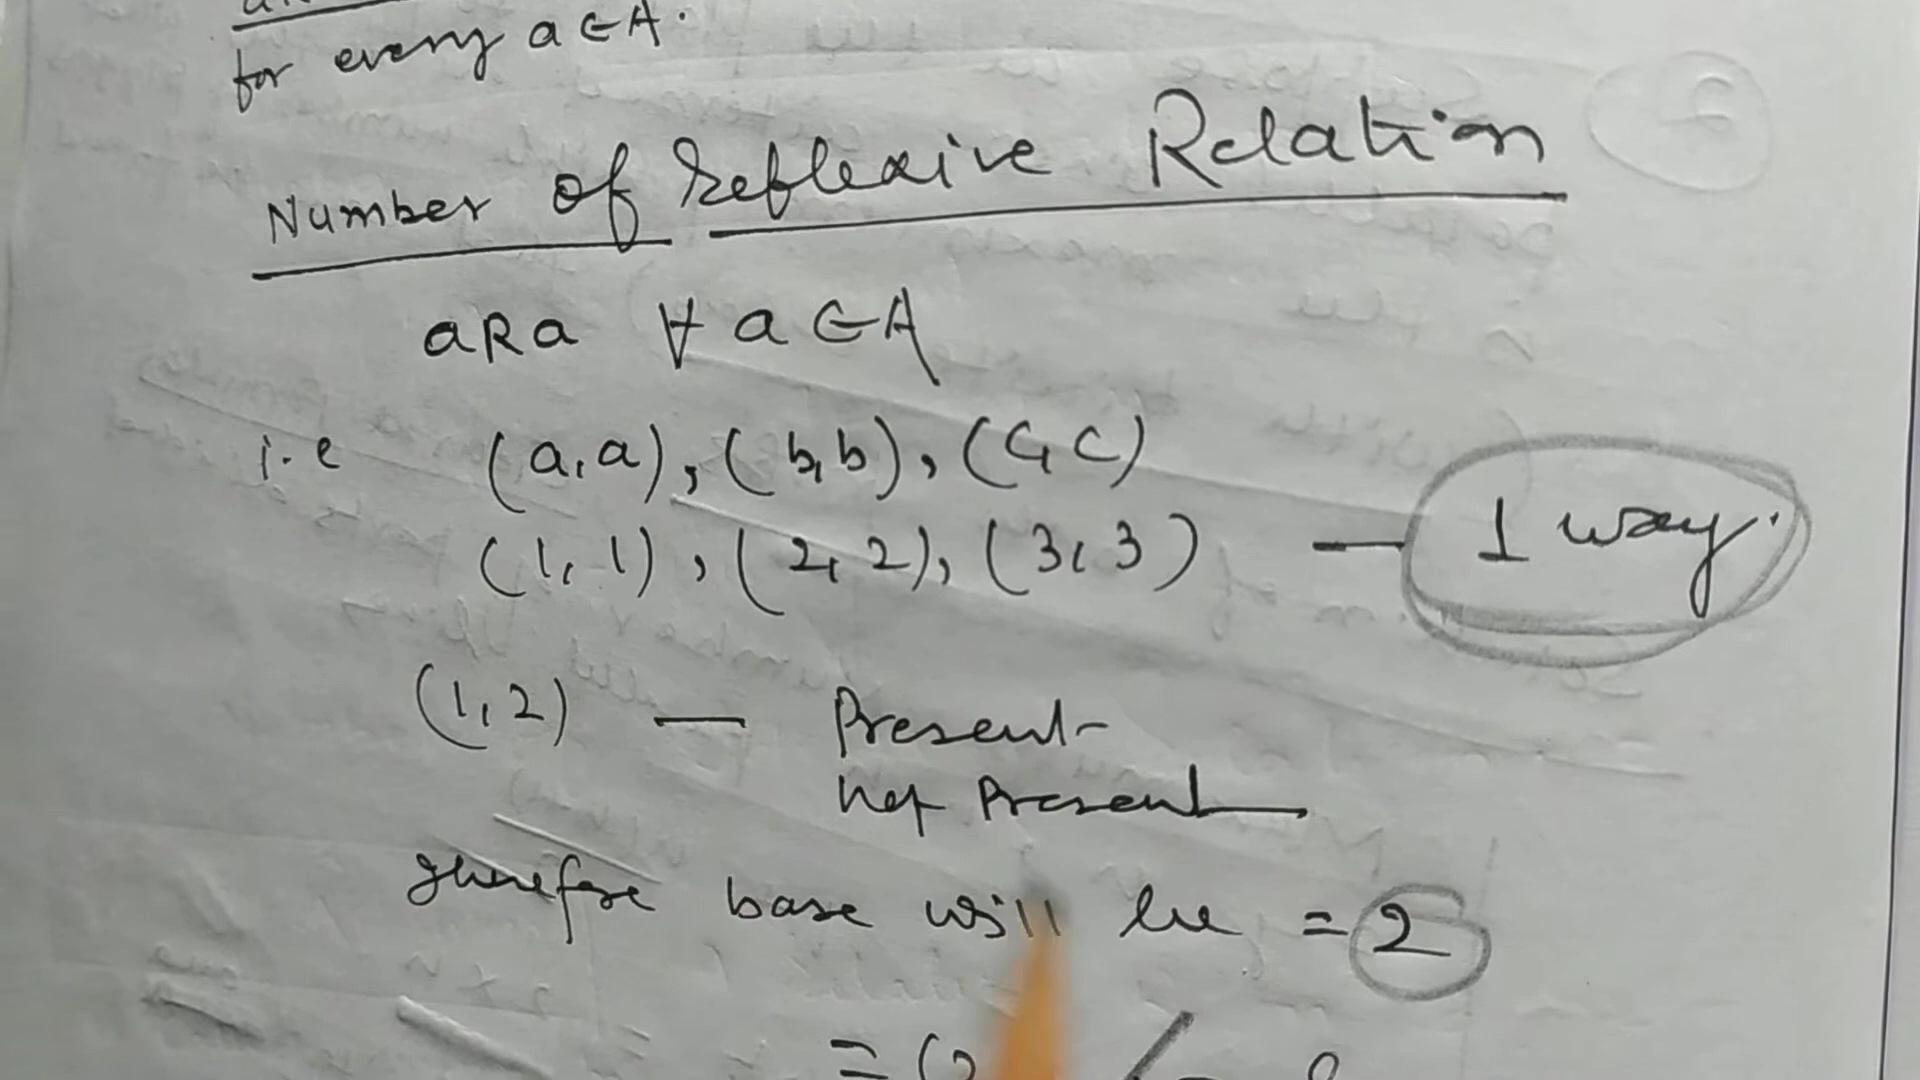 for every a ∈ A.
Number of reflexive Relation
aRa ∀ a ∈ A
i.e (a, a), (b, b), (c, c)
(1, 1), (2, 2), (3, 3) — 1 way.
(1, 2) — Present
Not Present
Therefore base will be = 2
= (2